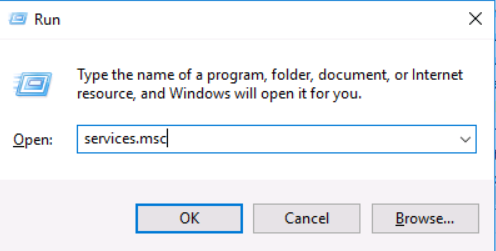 Run
Type the name of a program, folder, document, or Internet
resource, and Windows will open it for you.
Open: services.msc
OK Cancel Browse...